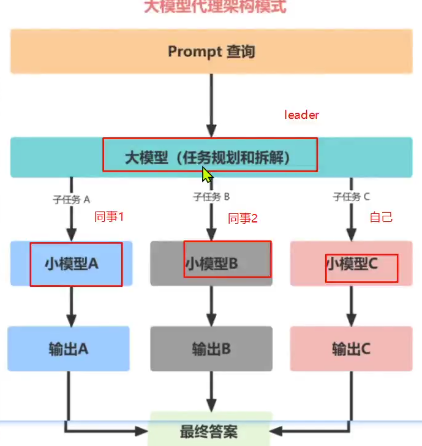 大模型代理架构模式
Prompt 查询
leader
大模型（任务规划和拆解）
子任务 A
子任务 B
子任务 C
同事1
同事2
自己
小模型A
小模型B
小模型C
输出A
输出B
输出C
最终答案